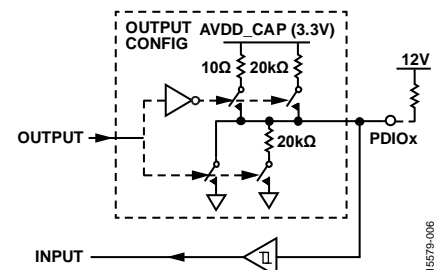 OUTPUT CONFIG
AVDD_CAP (3.3V)
10Ω
20kΩ
12V
OUTPUT
20kΩ
PDIOx
INPUT
15579-006